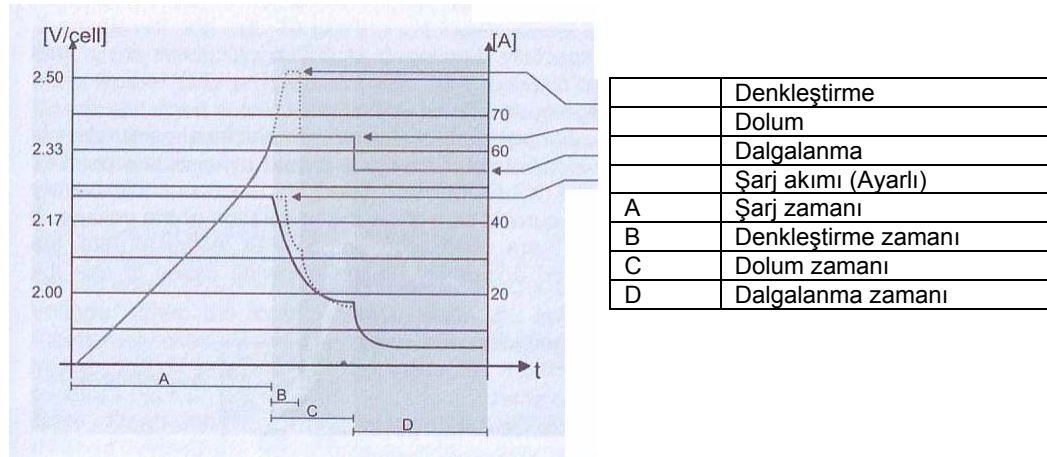 [V/cell]
[A]
2.50
70
2.33
60
2.17
40
2.00
20
t
A
B
C
D
Denkleştirme
Dolum
Dalgalanma
Şarj akımı (Ayarlı)
A Şarj zamanı
B Denkleştirme zamanı
C Dolum zamanı
D Dalgalanma zamanı